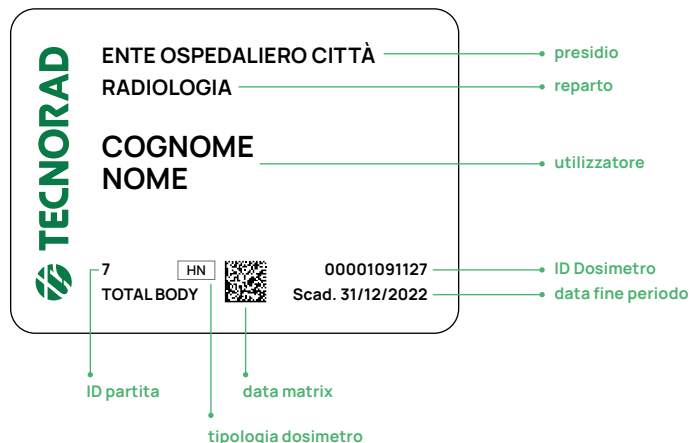 ENTE OSPEDALIERO CITTÀ
presidio
RADIOLOGIA
reparto
TECNORAD
COGNOME
NOME
utilizzatore
7
HN
00001091127
ID Dosimetro
TOTAL BODY
Scad. 31/12/2022
data fine periodo
ID partita
data matrix
tipologia dosimetro